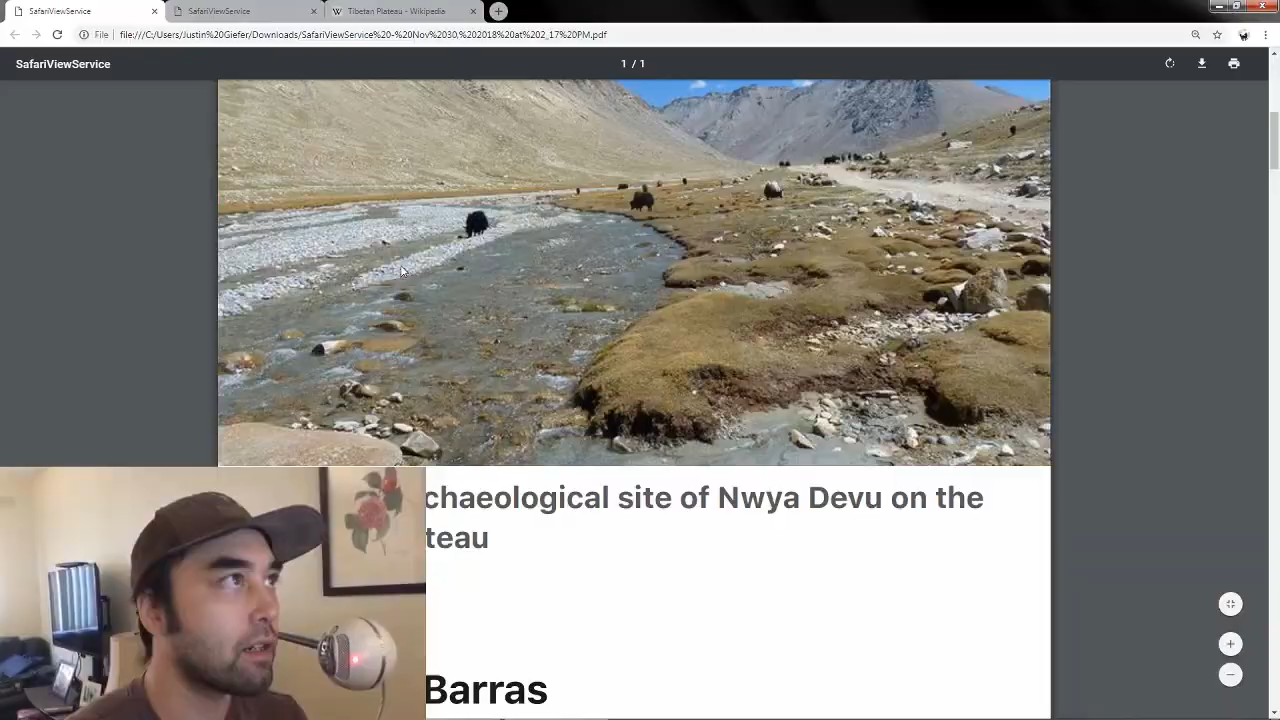 SafariViewService
SafariViewService
Tibetan Plateau - Wikipedia
File
file:///C:/Users/Justin%20Giefer/Downloads/SafariViewService%20-%20Nov%2030,%202018%20at%202_17%20PM.pdf
SafariViewService
1 / 1
chaeological site of Nwya Devu on the
teau
Barras